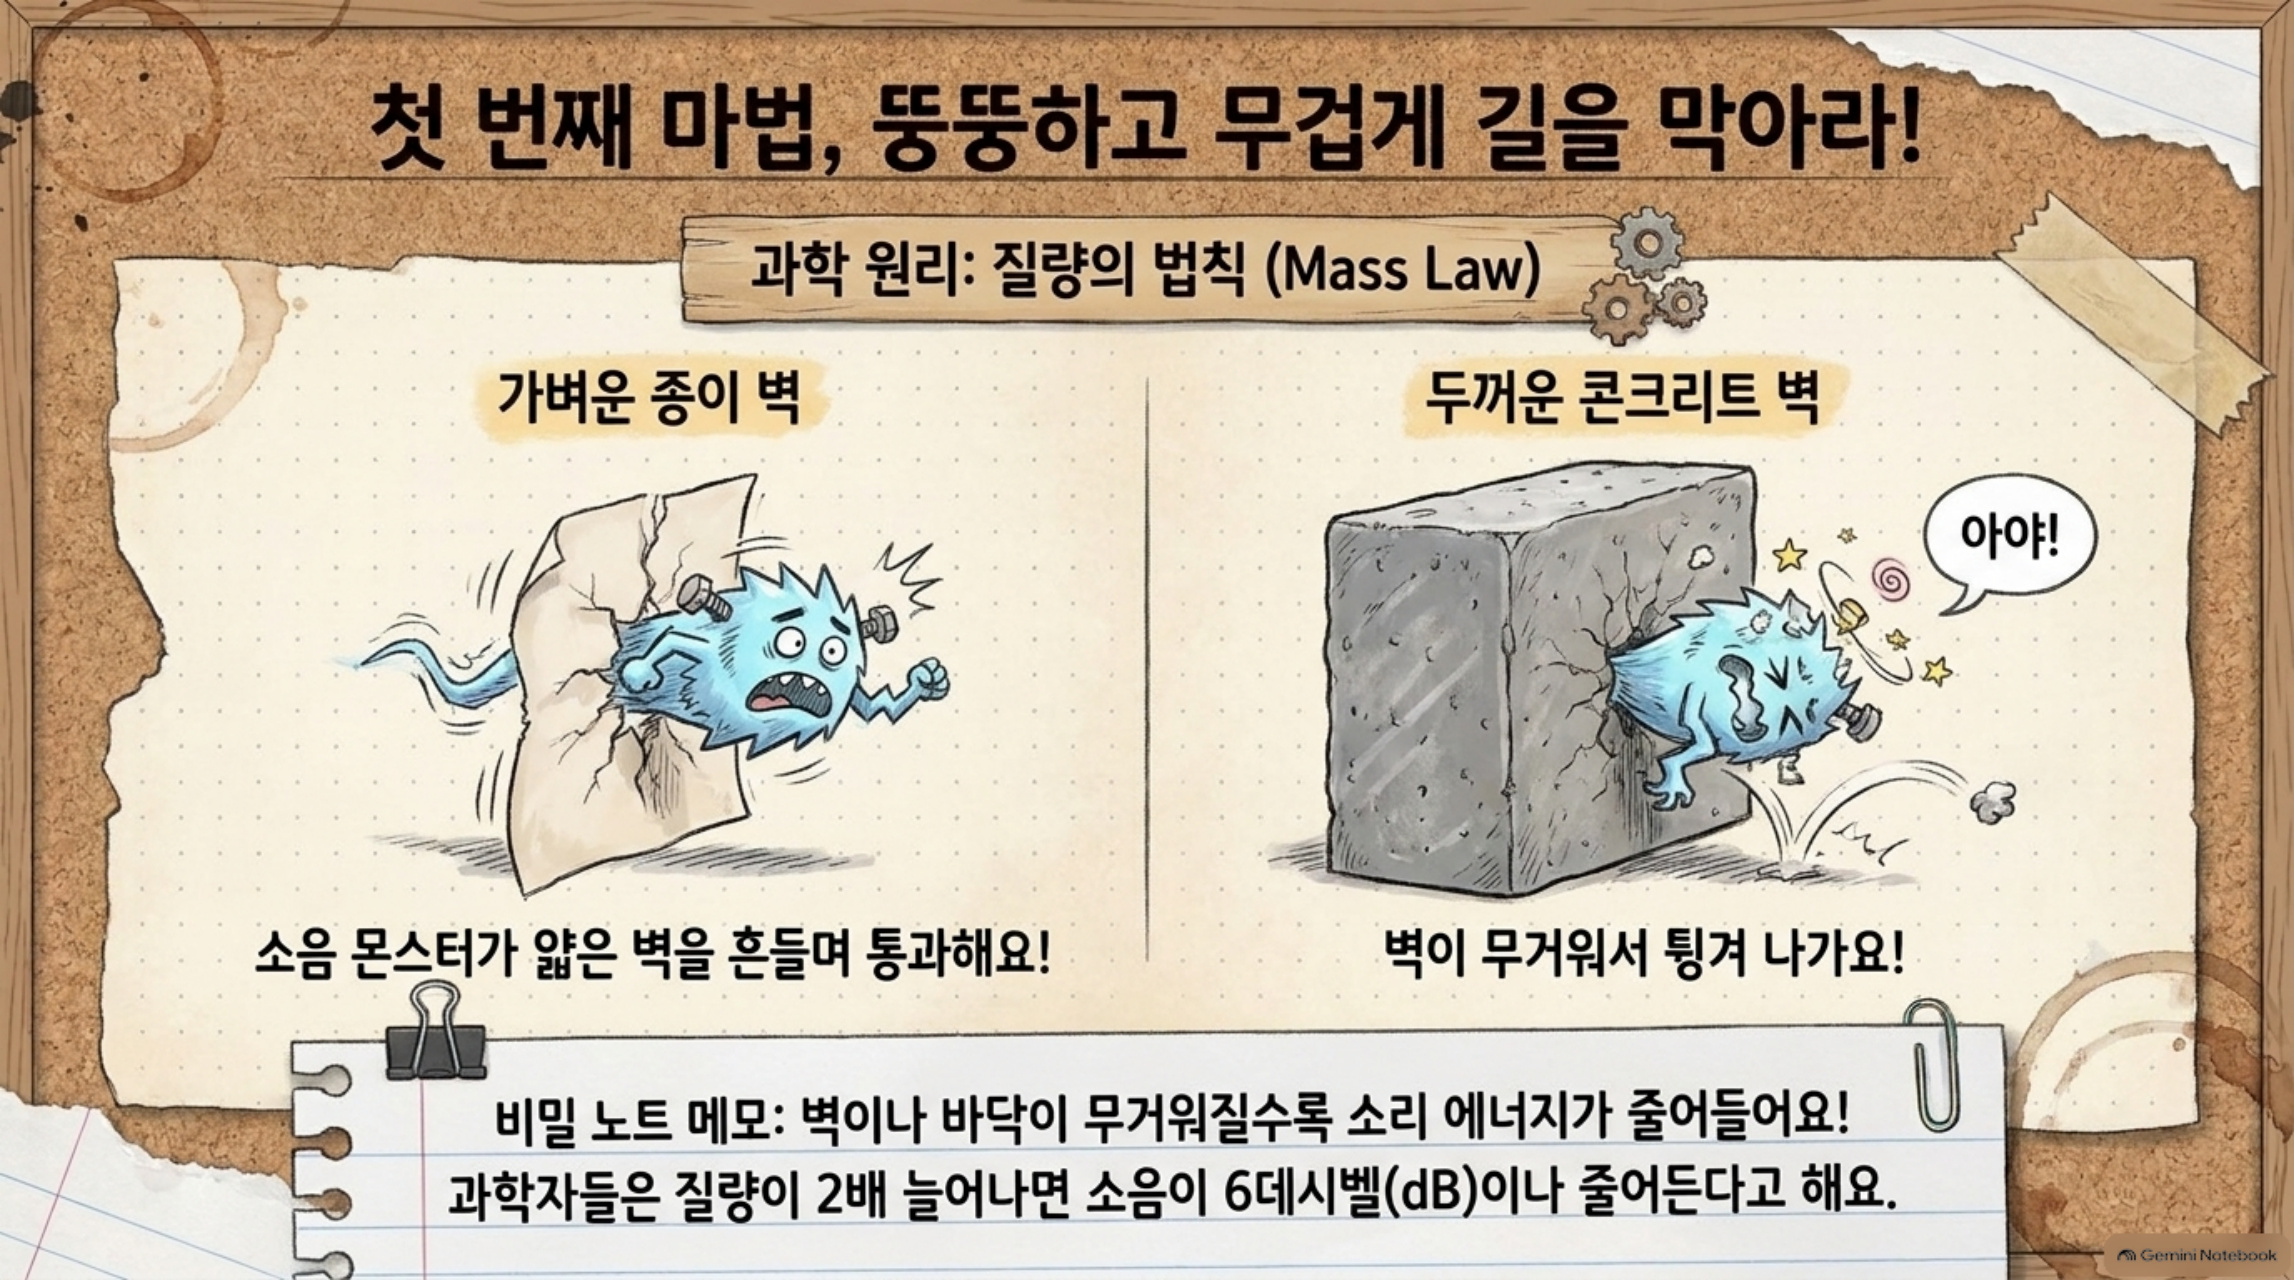 첫 번째 마법, 뚱뚱하고 무겁게 길을 막아라!
과학 원리: 질량의 법칙 (Mass Law)
가벼운 종이 벽
소음 몬스터가 얇은 벽을 흔들며 통과해요!
두꺼운 콘크리트 벽
아야!
벽이 무거워서 튕겨 나가요!
비밀 노트 메모: 벽이나 바닥이 무거워질수록 소리 에너지가 줄어들어요!
과학자들은 질량이 2배 늘어나면 소음이 6데시벨(dB)이나 줄어든다고 해요.
Gemini Notebook